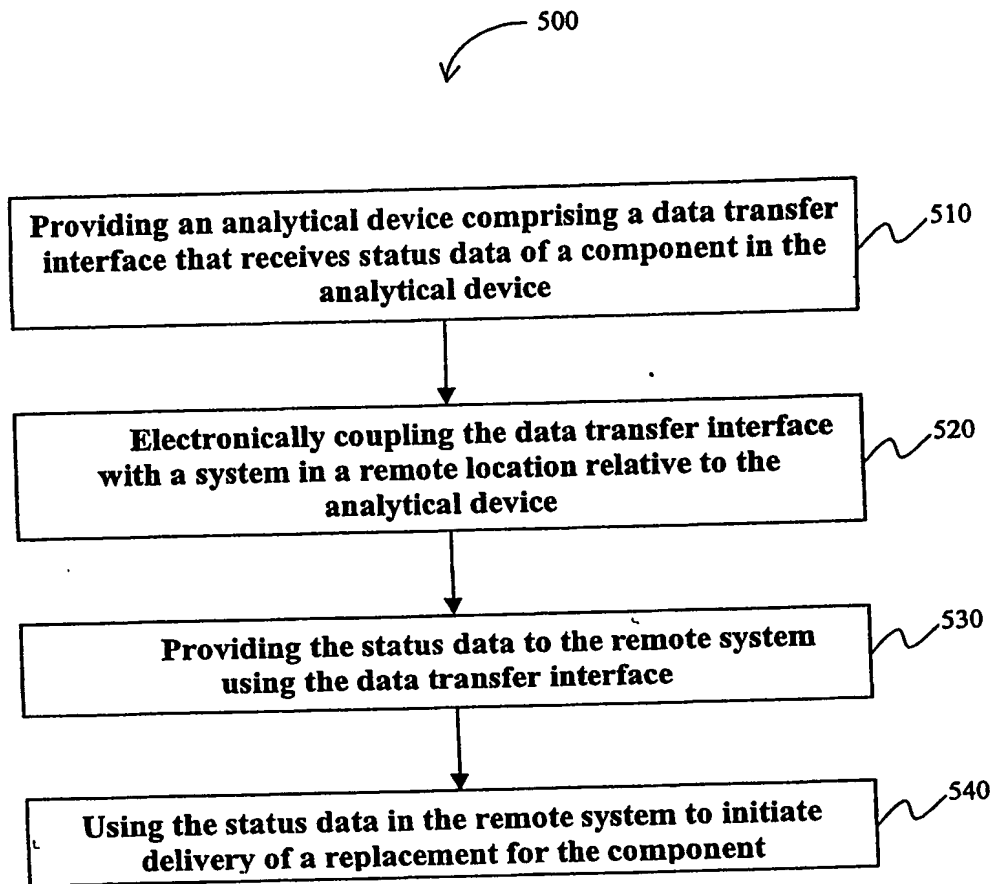 500
Providing an analytical device comprising a data transfer
interface that receives status data of a component in the
analytical device
510
Electronically coupling the data transfer interface
with a system in a remote location relative to the
analytical device
520
Providing the status data to the remote system
using the data transfer interface
530
Using the status data in the remote system to initiate
delivery of a replacement for the component
540